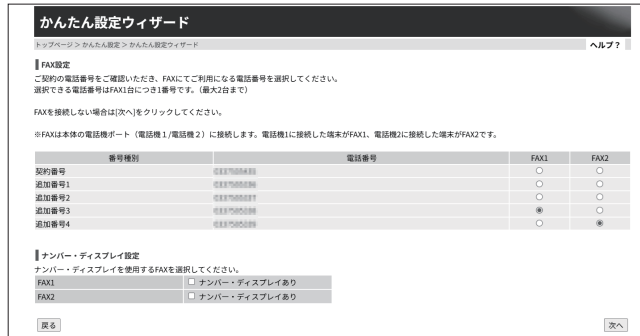 かんたん設定ウィザード
トップページ > かんたん設定 > かんたん設定ウィザード
ヘルプ?
FAX設定
ご契約の電話番号をご確認いただき、FAXにてご利用になる電話番号を選択してください。
選択できる電話番号はFAX1台につき1番号です。(最大2台まで)
FAXを接続しない場合は[次へ]をクリックしてください。
※FAXは本体の電話機ポート(電話機1/電話機2)に接続します。電話機1に接続した端末がFAX1、電話機2に接続した端末がFAX2です。
番号種別 電話番号 FAX1 FAX2
契約番号
追加番号1
追加番号2
追加番号3
追加番号4
ナンバー・ディスプレイ設定
ナンバー・ディスプレイを使用するFAXを選択してください。
FAX1 ナンバー・ディスプレイあり
FAX2 ナンバー・ディスプレイあり
戻る 次へ